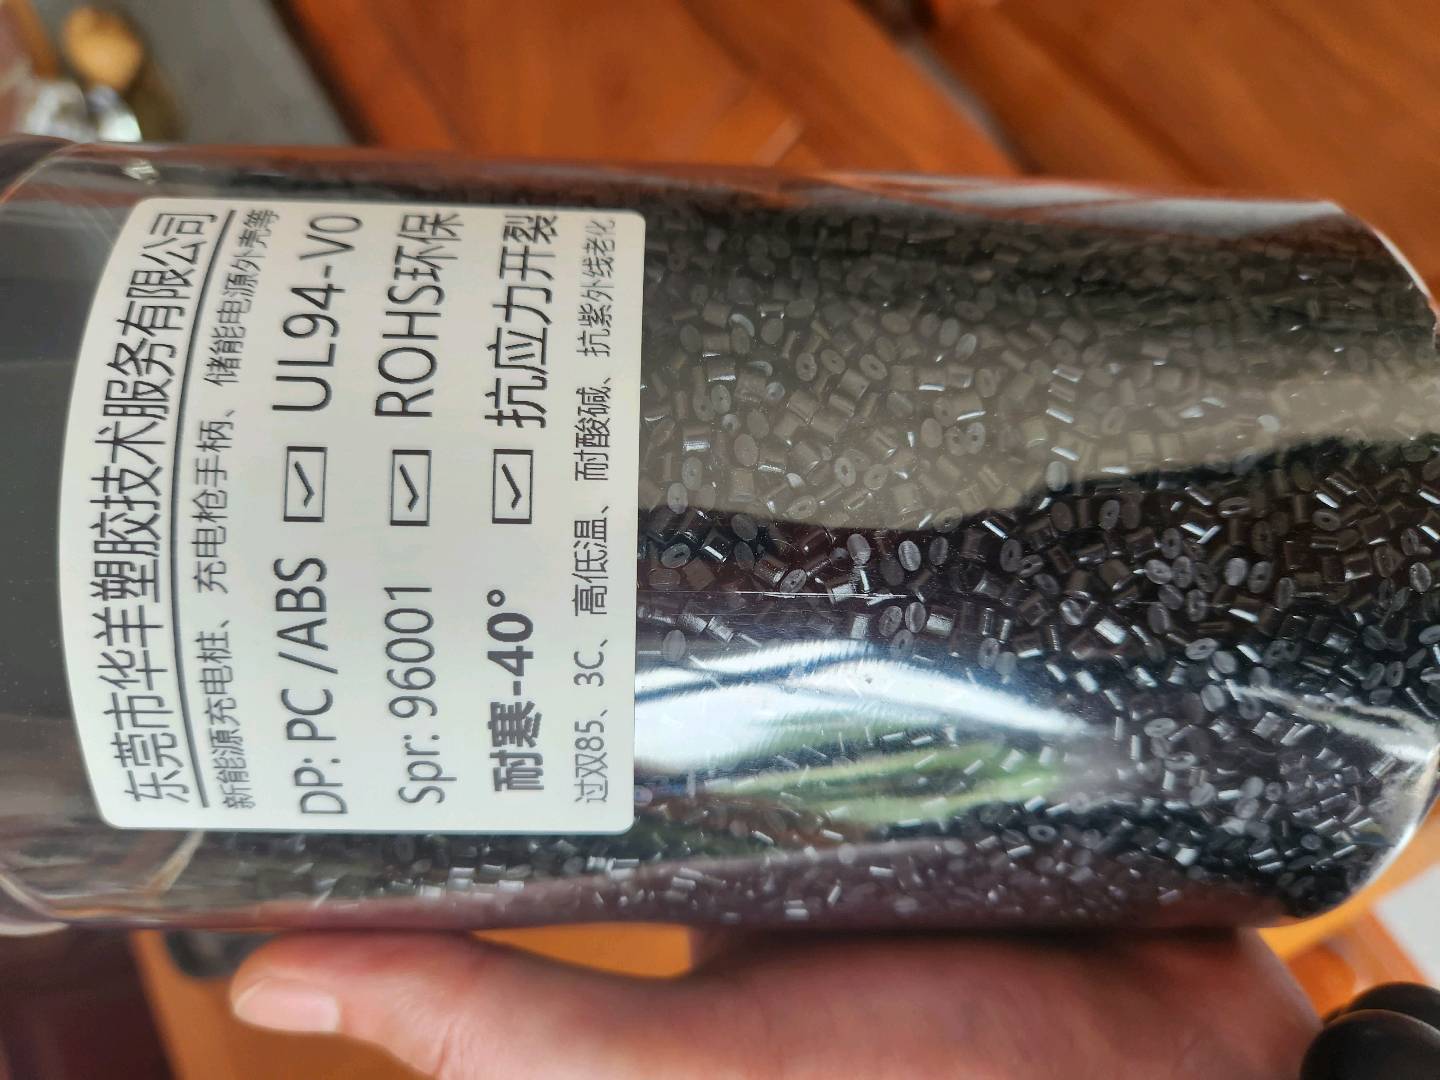 东莞市华羊塑胶技术服务有限公司
新能源充电桩、充电枪手柄、储能电源外壳等
DP: PC /ABS ☑ UL94-V0
Spr: 96001 ☑ ROHS环保
耐寒-40° ☑ 抗应力开裂
过双85、3C、高低温、耐酸碱、抗紫外线老化